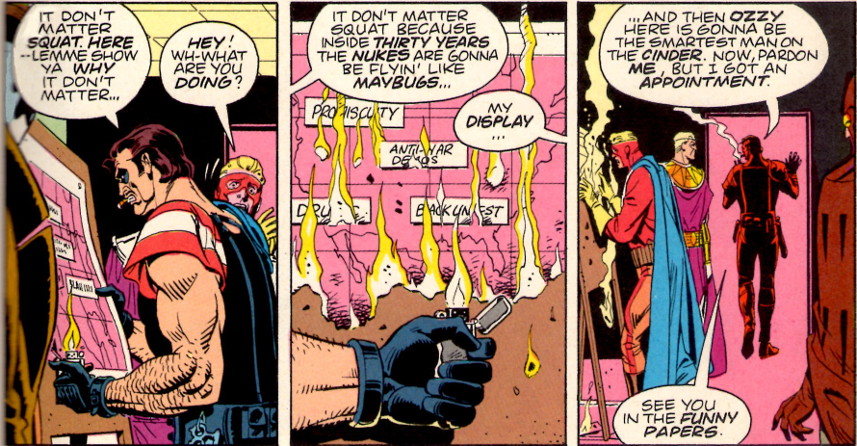 IT DON'T
MATTER
SQUAT. HERE
--LEMME SHOW
YA WHY
IT DON'T
MATTER...
HEY!
WH-WHAT
ARE YOU
DOING?
IT DON'T MATTER
SQUAT BECAUSE
INSIDE THIRTY YEARS
THE NUKES ARE GONNA
BE FLYIN' LIKE
MAYBUGS...
MY
DISPLAY
...
PROMISCUITY
ANTI-WAR
DEMOS
BLACK UNREST
...AND THEN OZZY
HERE IS GONNA BE
THE SMARTEST MAN ON
THE CINDER. NOW, PARDON
ME, BUT I GOT AN
APPOINTMENT.
SEE YOU
IN THE FUNNY
PAPERS.